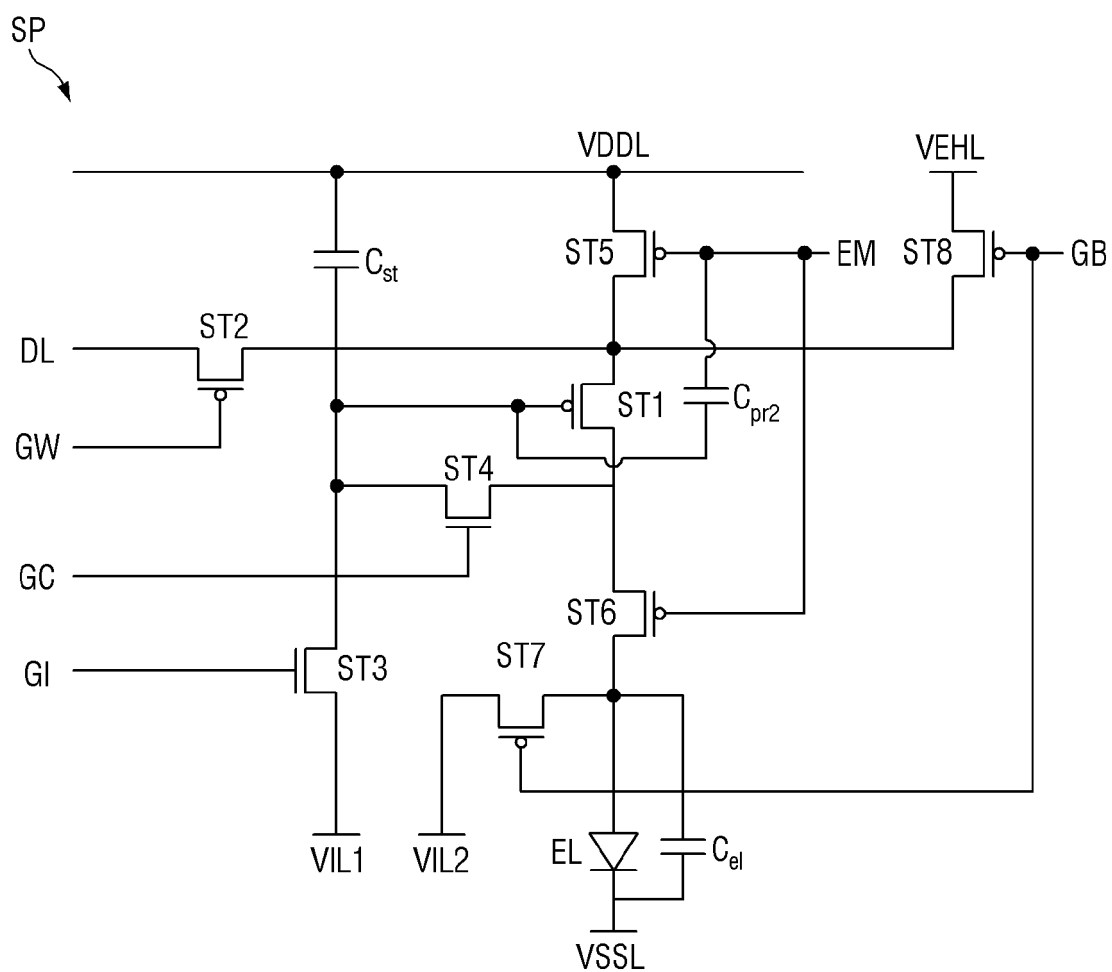 SP
VDDL
VEHL
ST5
EM
ST8
GB
Cst
ST2
DL
ST1
Cpr2
GW
ST4
GC
ST6
ST7
GI
ST3
VIL1
VIL2
EL
Cel
VSSL